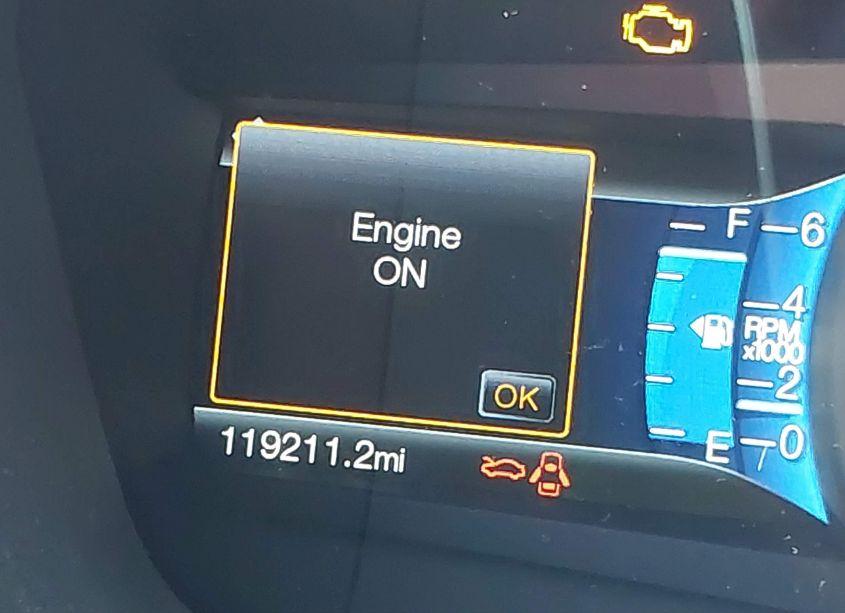 Engine
ON
OK
119211.2mi
F
E
6
4
RPM
x1000
2
0